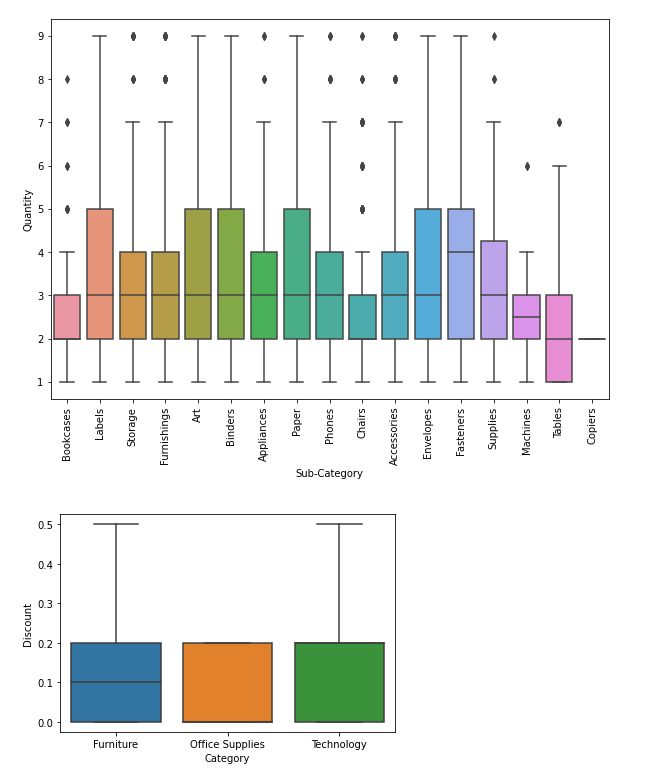 9
8
7
6
5
4
3
2
1
Quantity
Bookcases
Labels
Storage
Furnishings
Art
Binders
Appliances
Paper
Phones
Chairs
Accessories
Envelopes
Fasteners
Supplies
Machines
Tables
Copiers
Sub-Category
0.5
0.4
0.3
0.2
0.1
0.0
Discount
Furniture Office Supplies Technology
Category